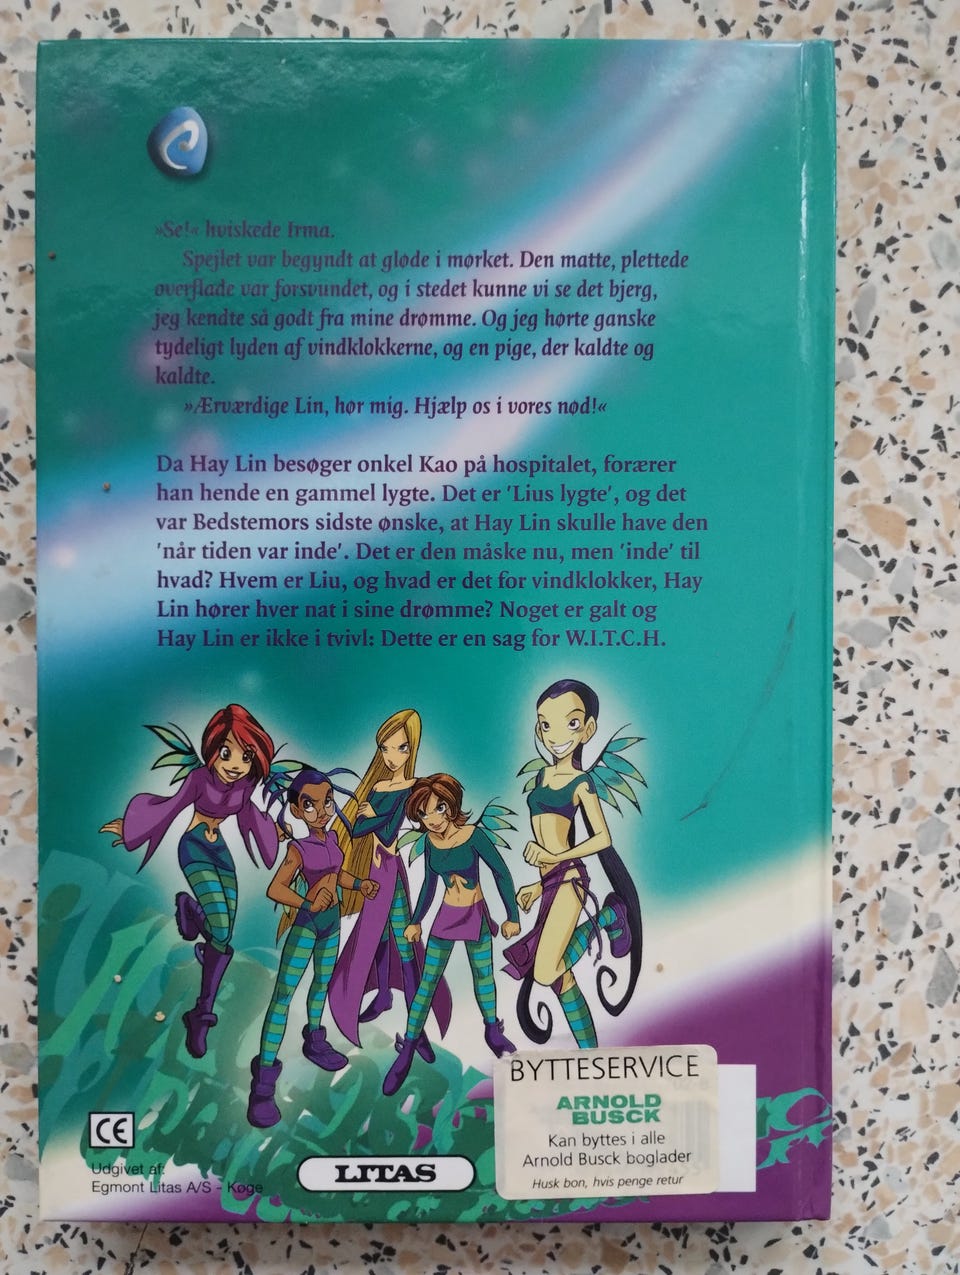 »Se!« hviskede Irma.
Spejlet var begyndt at gløde i mørket. Den matte, plettede
overflade var forsvundet, og i stedet kunne vi se det bjerg,
jeg kendte så godt fra mine drømme. Og jeg hørte ganske
tydeligt lyden af vindklokkerne, og en pige, der kaldte og
kaldte.
»Ærværdige Lin, hør mig. Hjælp os i vores nød!«
Da Hay Lin besøger onkel Kao på hospitalet, forærer
han hende en gammel lygte. Det er 'Lius lygte', og det
var Bedstemors sidste ønske, at Hay Lin skulle have den
'når tiden var inde'. Det er den måske nu, men 'inde' til
hvad? Hvem er Liu, og hvad er det for vindklokker, Hay
Lin hører hver nat i sine drømme? Noget er galt og
Hay Lin er ikke i tvivl: Dette er en sag for W.I.T.C.H.
CE
Udgivet af:
Egmont Litas A/S - Køge
LITAS
BYTTESERVICE
ARNOLD
BUSCK
Kan byttes i alle
Arnold Busck boglader
Husk bon, hvis penge retur